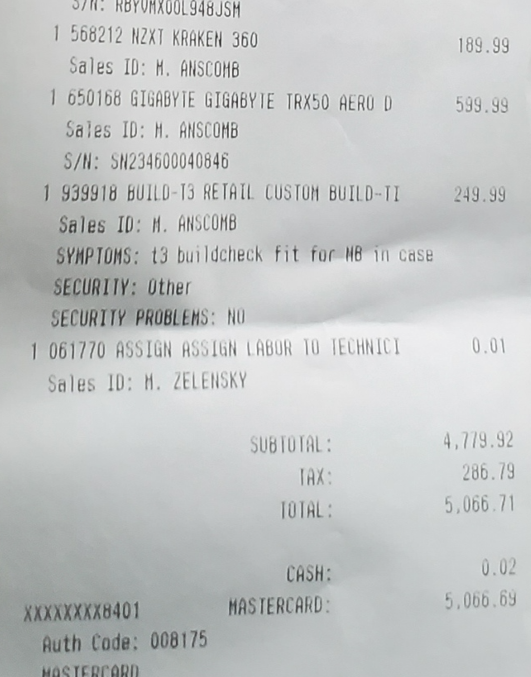 S/N: RBYUMX00L948JSM
1 568212 NZXT KRAKEN 360 189.99
Sales ID: M. ANSCOMB
1 650168 GIGABYTE GIGABYTE TRX50 AERO D 599.99
Sales ID: M. ANSCOMB
S/N: SN234600040846
1 939918 BUILD-T3 RETAIL CUSTOM BUILD-TI 249.99
Sales ID: M. ANSCOMB
SYMPTOMS: t3 buildcheck fit for MB in case
SECURITY: Other
SECURITY PROBLEMS: NO
1 061770 ASSIGN ASSIGN LABOR TO TECHNICI 0.01
Sales ID: M. ZELENSKY
SUBTOTAL: 4,779.92
TAX: 286.79
TOTAL: 5,066.71
CASH: 0.02
XXXXXXXX8401 MASTERCARD: 5,066.69
Auth Code: 008175
MASTERCARD